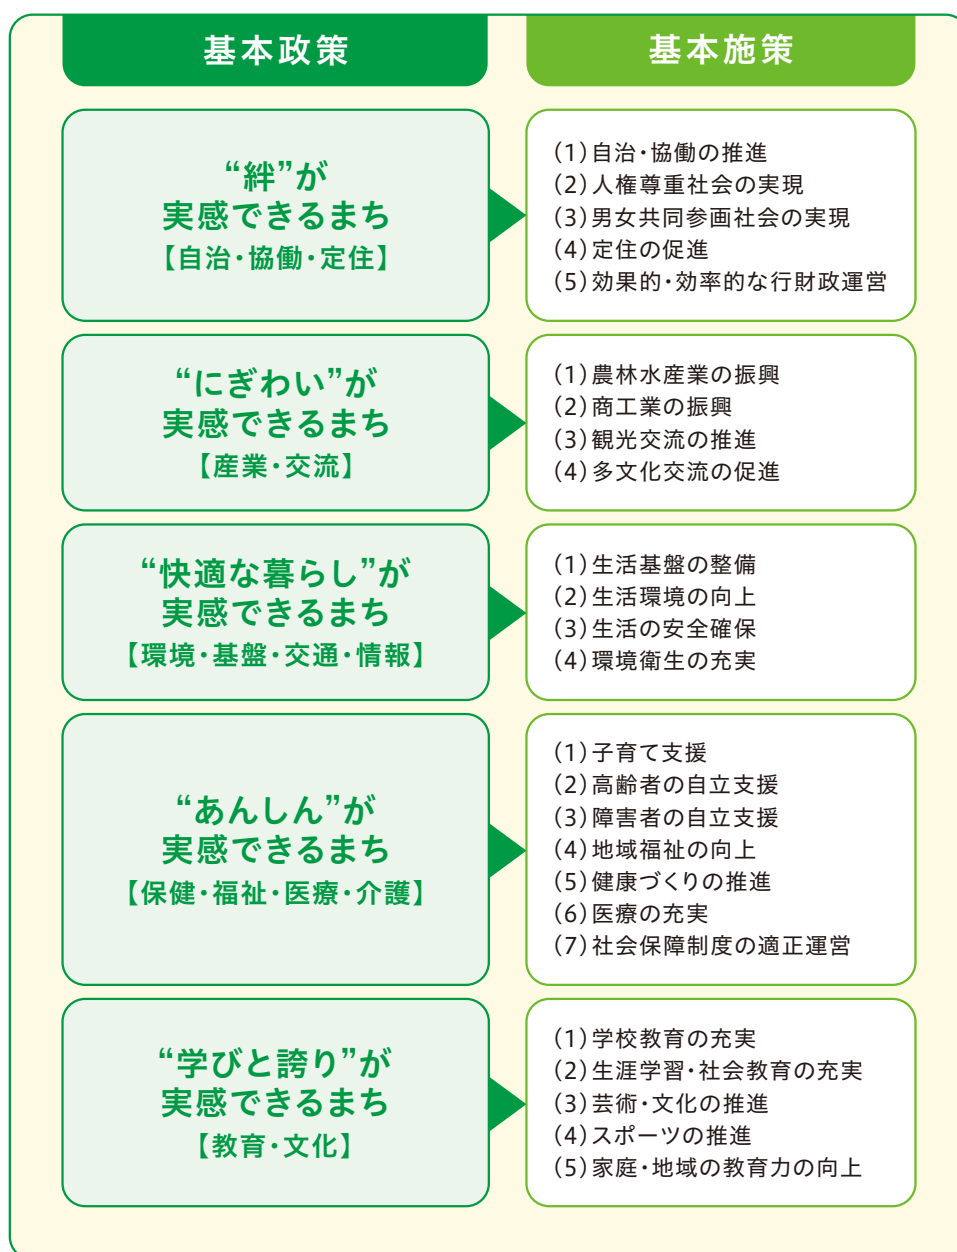 基本政策
基本施策
“絆”が
実感できるまち
【自治・協働・定住】
(1)自治・協働の推進
(2)人権尊重社会の実現
(3)男女共同参画社会の実現
(4)定住の促進
(5)効果的・効率的な行財政運営
“にぎわい”が
実感できるまち
【産業・交流】
(1)農林水産業の振興
(2)商工業の振興
(3)観光交流の推進
(4)多文化交流の促進
“快適な暮らし”が
実感できるまち
【環境・基盤・交通・情報】
(1)生活基盤の整備
(2)生活環境の向上
(3)生活の安全確保
(4)環境衛生の充実
“あんしん”が
実感できるまち
【保健・福祉・医療・介護】
(1)子育て支援
(2)高齢者の自立支援
(3)障害者の自立支援
(4)地域福祉の向上
(5)健康づくりの推進
(6)医療の充実
(7)社会保障制度の適正運営
“学びと誇り”が
実感できるまち
【教育・文化】
(1)学校教育の充実
(2)生涯学習・社会教育の充実
(3)芸術・文化の推進
(4)スポーツの推進
(5)家庭・地域の教育力の向上